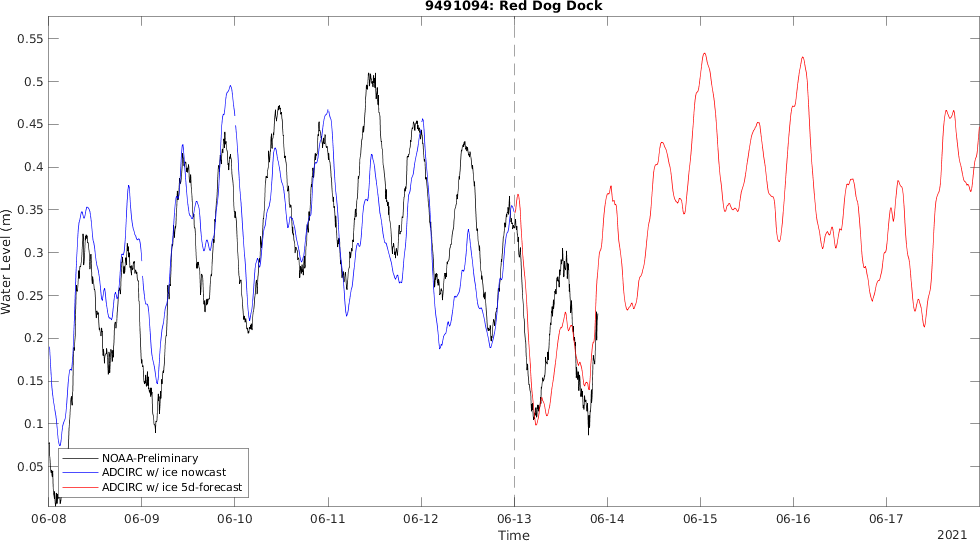 9491094: Red Dog Dock
Water Level (m)
0.55
0.5
0.45
0.4
0.35
0.3
0.25
0.2
0.15
0.1
0.05
NOAA-Preliminary
ADCIRC w/ ice nowcast
ADCIRC w/ ice 5d-forecast
06-08 06-09 06-10 06-11 06-12 06-13 06-14 06-15 06-16 06-17
Time
2021